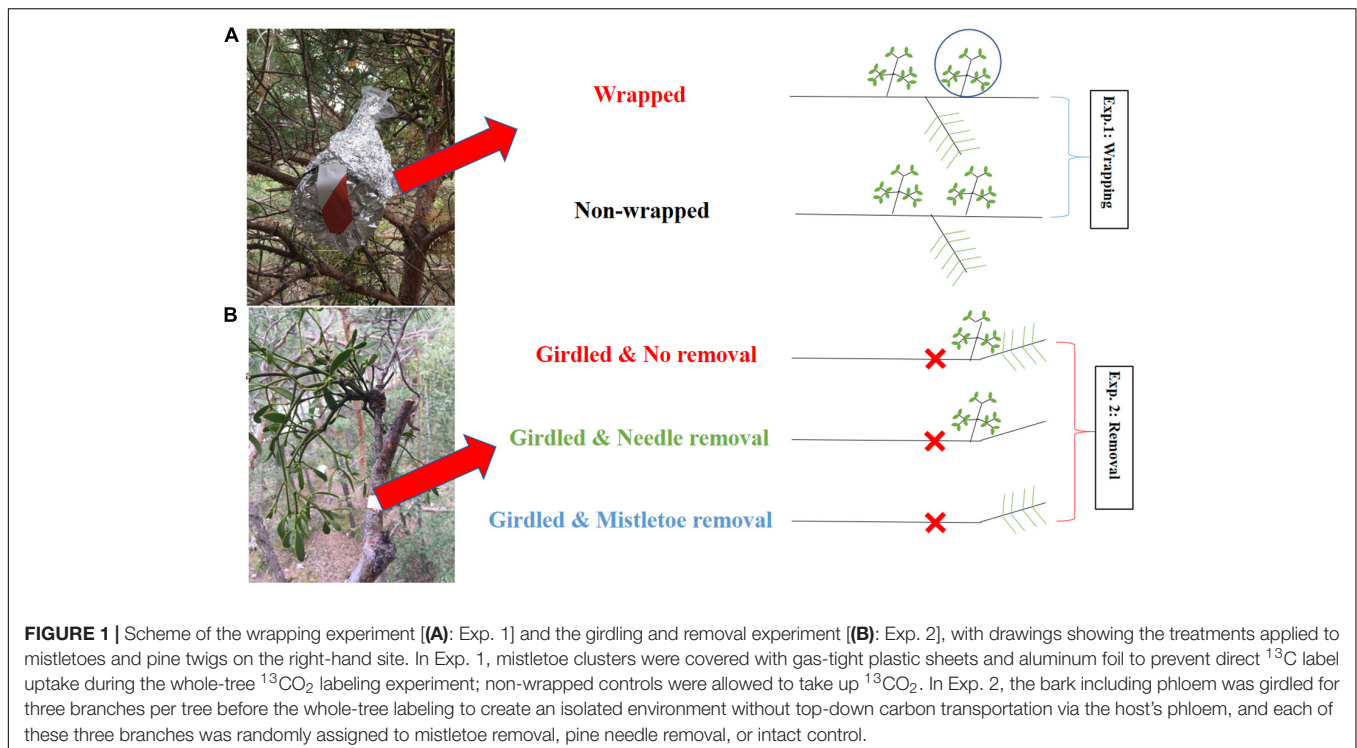 A
Wrapped
Non-wrapped
Exp.1: Wrapping
B
Girdled & No removal
Girdled & Needle removal
Girdled & Mistletoe removal
Exp. 2: Removal
FIGURE 1 | Scheme of the wrapping experiment [(A): Exp. 1] and the girdling and removal experiment [(B): Exp. 2], with drawings showing the treatments applied to
mistletoes and pine twigs on the right-hand site. In Exp. 1, mistletoe clusters were covered with gas-tight plastic sheets and aluminum foil to prevent direct ¹³C label
uptake during the whole-tree ¹³CO₂ labeling experiment; non-wrapped controls were allowed to take up ¹³CO₂. In Exp. 2, the bark including phloem was girdled for
three branches per tree before the whole-tree labeling to create an isolated environment without top-down carbon transportation via the host's phloem, and each of
these three branches was randomly assigned to mistletoe removal, pine needle removal, or intact control.